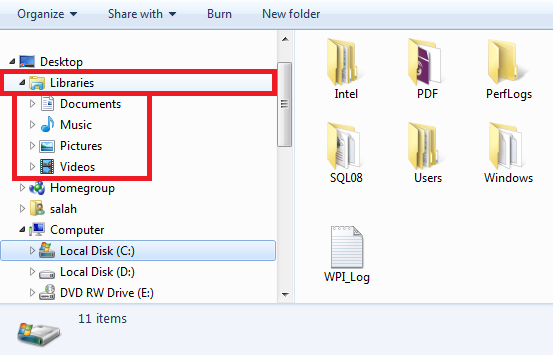 Organize Share with Burn New folder
Desktop
Libraries
Documents
Music
Pictures
Videos
Homegroup
salah
Computer
Local Disk (C:)
Local Disk (D:)
DVD RW Drive (E:)
Intel PDF PerfLogs
SQL08 Users Windows
WPI_Log
11 items